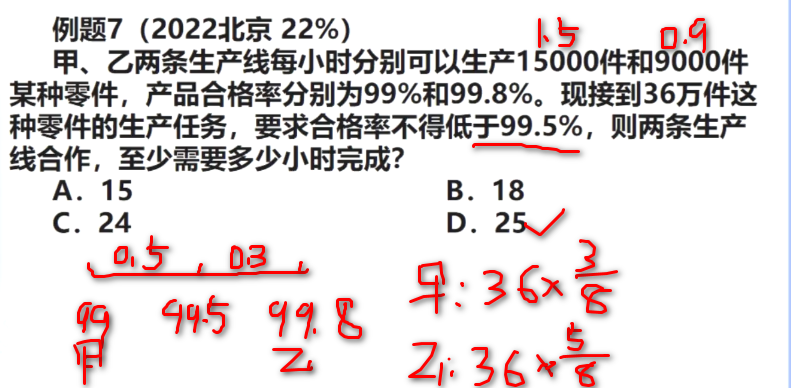 例题7（2022北京 22%）
1.5 0.9
甲、乙两条生产线每小时分别可以生产15000件和9000件
某种零件，产品合格率分别为99%和99.8%。现接到36万件这
种零件的生产任务，要求合格率不得低于99.5%，则两条生产
线合作，至少需要多少小时完成？
A. 15 B. 18
C. 24 D. 25
0.5 0.3
99 99.5 99.8
甲 乙
甲: 36×3/8
乙: 36×5/8